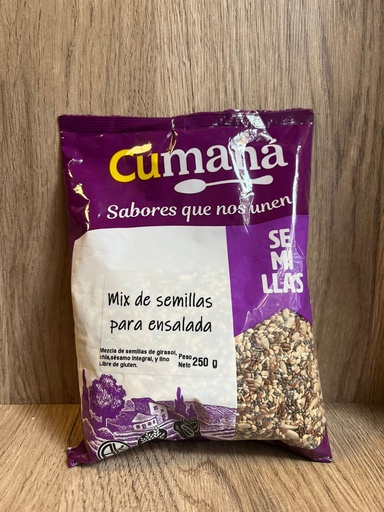 cumaná
Sabores que nos unen
SE
MI
LLAS
Mix de semillas
para ensalada
Mezcla de semillas de girasol,
chía,sésamo integral, y lino
Libre de gluten.
Peso
Neto 250 g